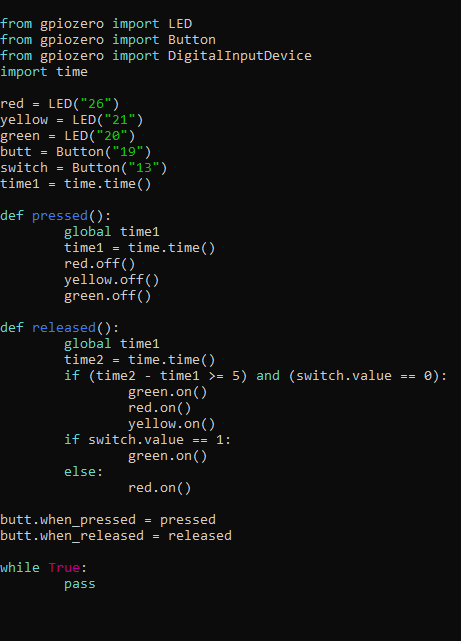 from gpiozero import LED
from gpiozero import Button
from gpiozero import DigitalInputDevice
import time

red = LED("26")
yellow = LED("21")
green = LED("20")
butt = Button("19")
switch = Button("13")
time1 = time.time()

def pressed():
        global time1
        time1 = time.time()
        red.off()
        yellow.off()
        green.off()

def released():
        global time1
        time2 = time.time()
        if (time2 - time1 >= 5) and (switch.value == 0):
                green.on()
                red.on()
                yellow.on()
        if switch.value == 1:
                green.on()
        else:
                red.on()

butt.when_pressed = pressed
butt.when_released = released

while True:
        pass